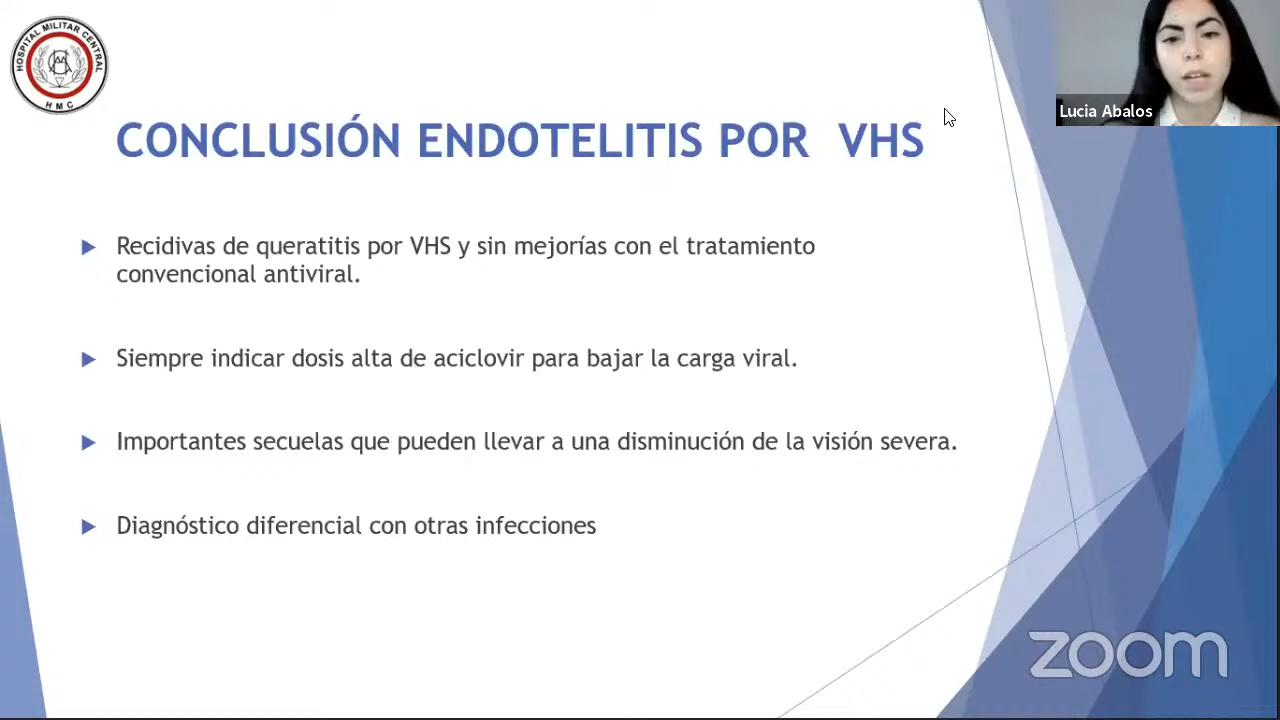 HOSPITAL MILITAR CENTRAL
HMC
Lucia Abalos
CONCLUSIÓN ENDOTELITIS POR VHS
Recidivas de queratitis por VHS y sin mejorías con el tratamiento
convencional antiviral.
Siempre indicar dosis alta de aciclovir para bajar la carga viral.
Importantes secuelas que pueden llevar a una disminución de la visión severa.
Diagnóstico diferencial con otras infecciones
zoom